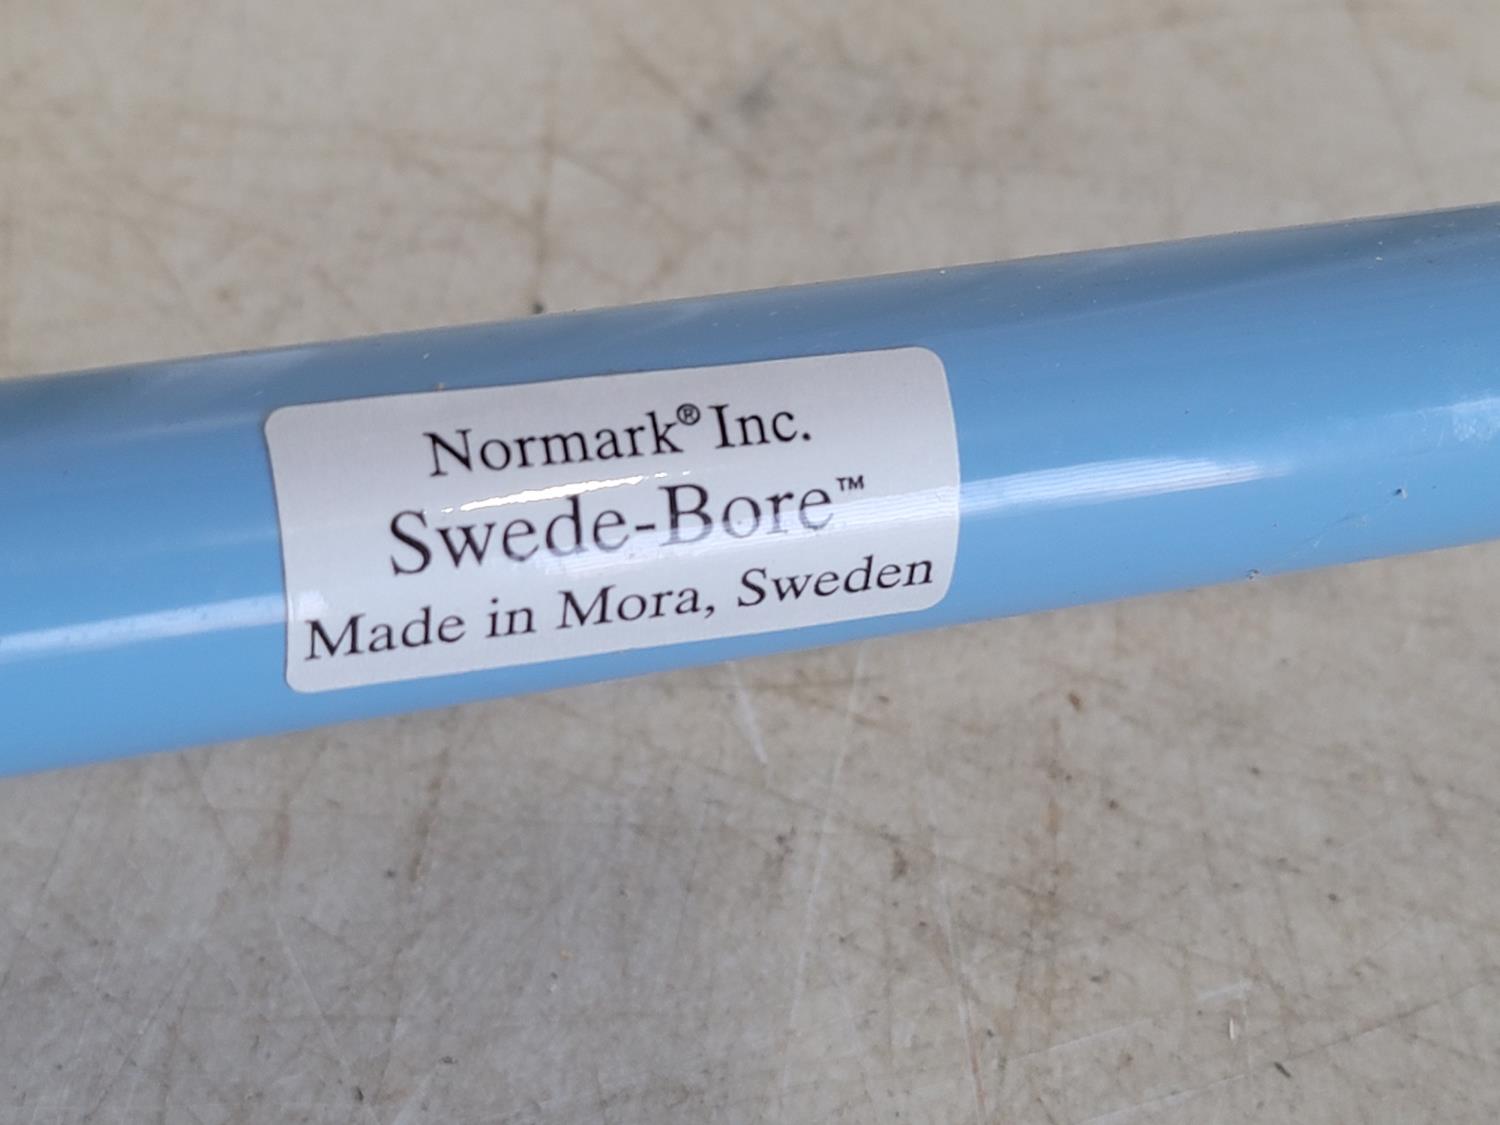 Normark® Inc.
Swede-Bore™
Made in Mora, Sweden